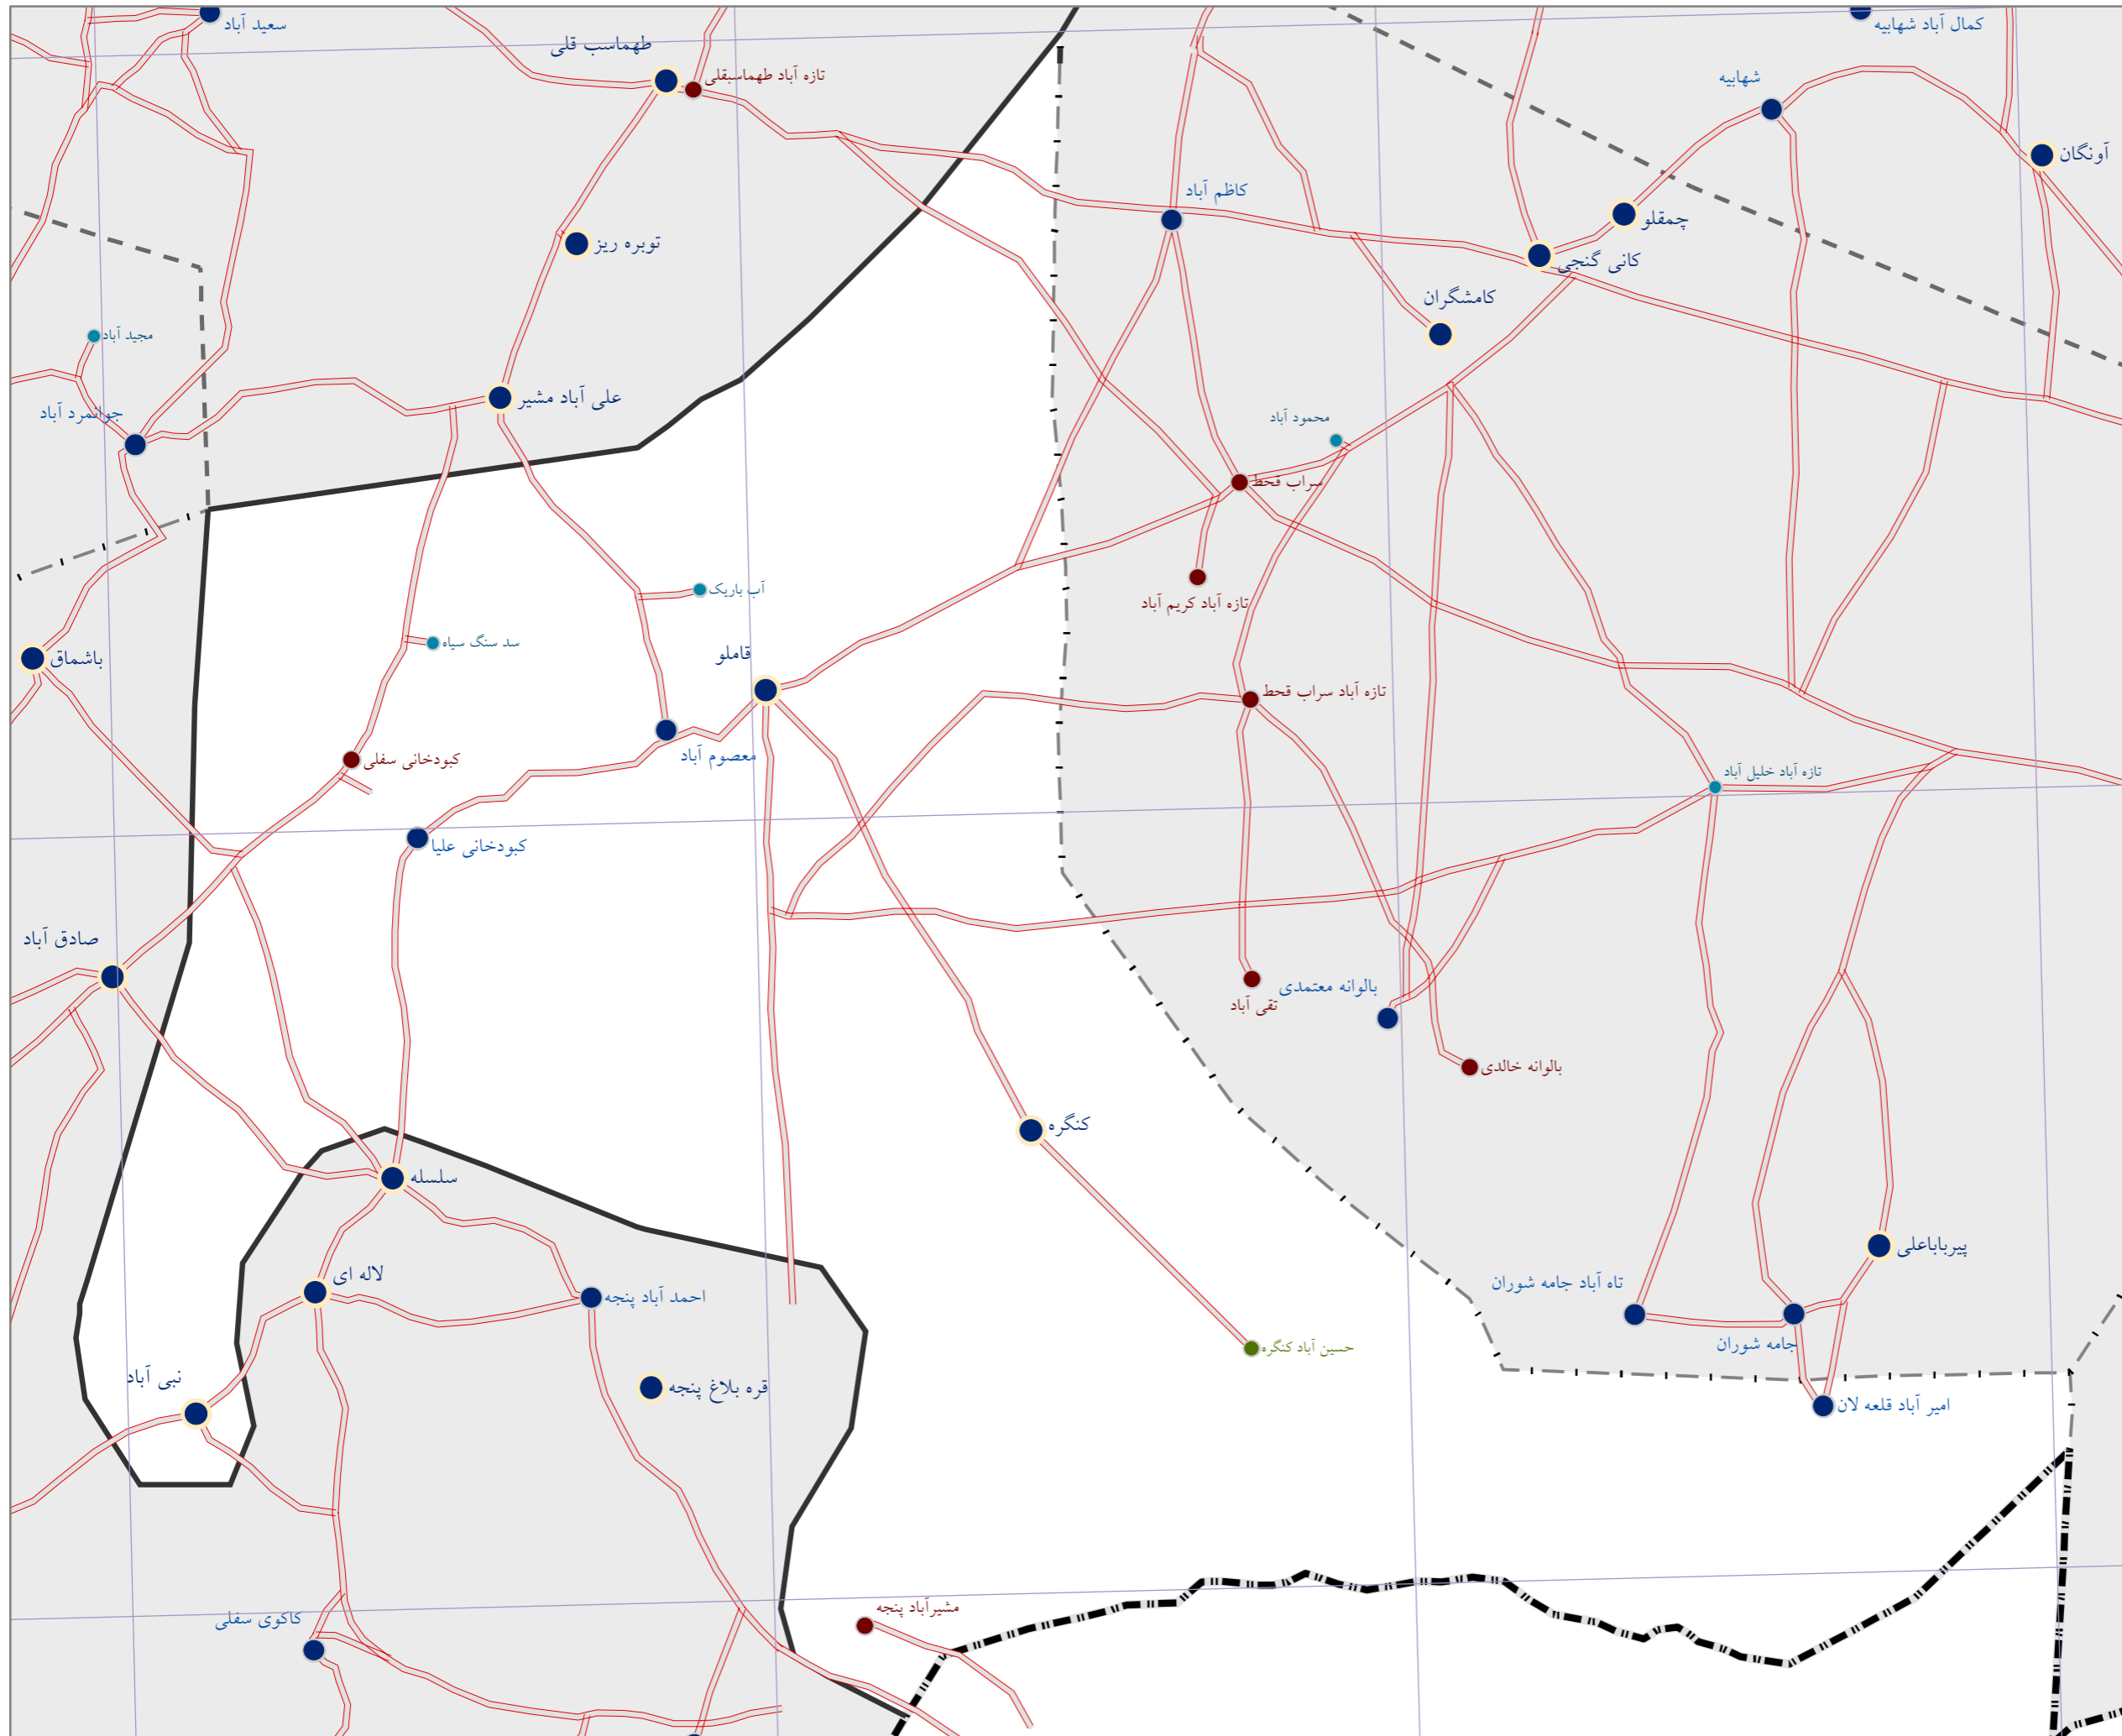 سعید آباد
کمال آباد شهابیه
طهماسب قلی
تازه آباد طهماسبقلی
شهابیه
آونگان
کاظم آباد
چمقلو
توبره ریز
کانی گنجی
کامشگران
مجید آباد
علی آباد مشیر
جوانمرد آباد
محمود آباد
سراب قحط
آب باریک
تازه آباد کریم آباد
سد سنگ سیاه
باشماق
قاملو
تازه آباد سراب قحط
معصوم آباد
کبودخانی سفلی
تازه آباد خلیل آباد
کبودخانی علیا
صادق آباد
بالوانه معتمدی
تقی آباد
بالوانه خالدی
کنگره
سلسله
پیرباباعلی
لاله ای
تاه آباد جامه شوران
احمد آباد پنجه
جامه شوران
حسین آباد کنگره
نبی آباد
قره بلاغ پنجه
امیر آباد قلعه لان
مشیرآباد پنجه
کاکوی سفلی